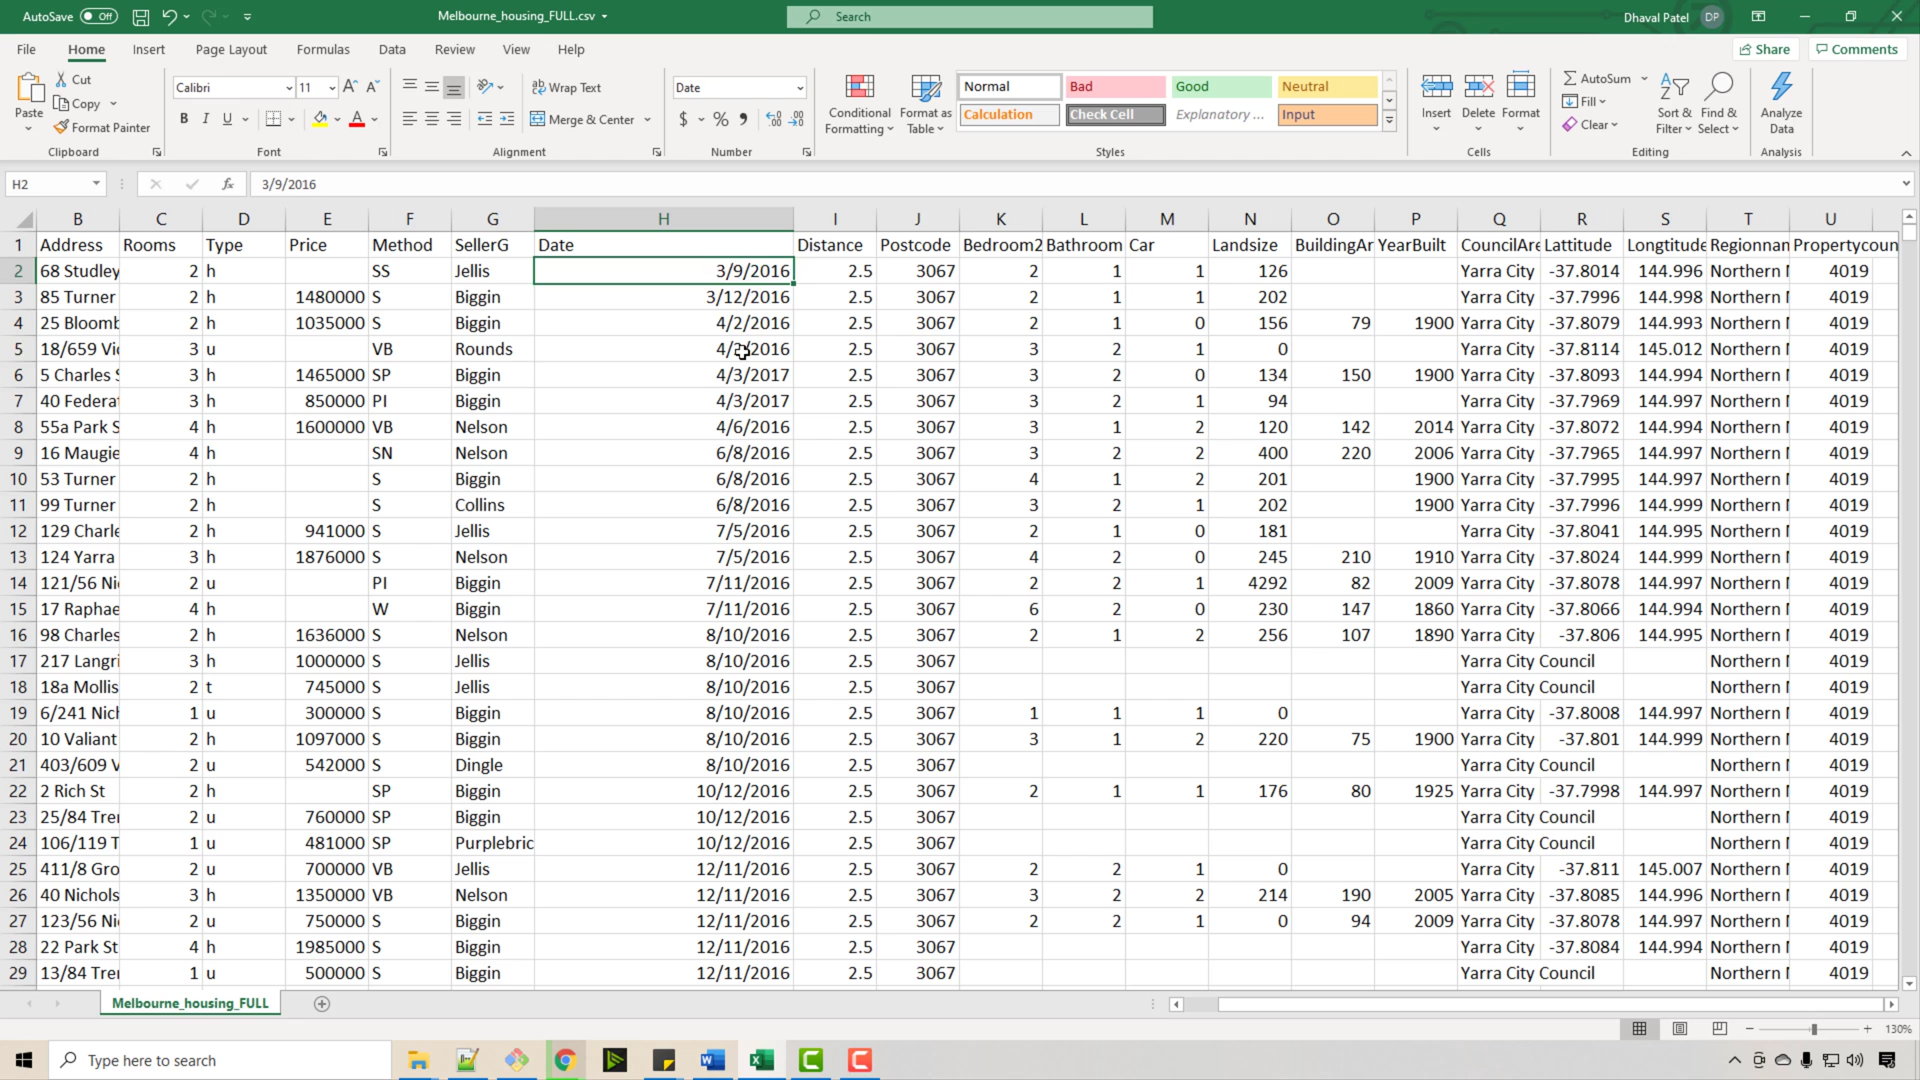 AutoSave Off Melbourne_housing_FULL.csv Search Dhaval Patel DP
File Home Insert Page Layout Formulas Data Review View Help Share Comments
Paste Cut Copy Format Painter Clipboard
Calibri 11 A A B I U A Font
Wrap Text Merge & Center Alignment
Date $ % Number
Conditional Formatting Format as Table
Normal Bad Good Neutral
Calculation Check Cell Explanatory ... Input
Styles
Insert Delete Format Cells
AutoSum Fill Clear Sort & Filter Find & Select Editing
Analyze Data Analysis
H2 fx 3/9/2016
B C D E F G H I J K L M N O P Q R S T U
1 Address Rooms Type Price Method SellerG Date Distance Postcode Bedroom2 Bathroom Car Landsize BuildingAr YearBuilt CouncilAre Lattitude Longtitude Regionnan Propertycoun
2 68 Studley 2 h SS Jellis 3/9/2016 2.5 3067 2 1 1 126 Yarra City -37.8014 144.996 Northern 4019
3 85 Turner 2 h 1480000 S Biggin 3/12/2016 2.5 3067 2 1 1 202 Yarra City -37.7996 144.998 Northern 4019
4 25 Bloomb 2 h 1035000 S Biggin 4/2/2016 2.5 3067 2 1 0 156 79 1900 Yarra City -37.8079 144.993 Northern 4019
5 18/659 Vic 3 u VB Rounds 2.5 3067 3 2 1 0 Yarra City -37.8114 145.012 Northern 4019
6 5 Charles 3 h 1465000 SP Biggin 4/3/2017 2.5 3067 3 2 0 134 150 1900 Yarra City -37.8093 144.994 Northern 4019
7 40 Federat 3 h 850000 PI Biggin 4/3/2017 2.5 3067 3 2 1 94 Yarra City -37.7969 144.997 Northern 4019
8 55a Park S 4 h 1600000 VB Nelson 4/6/2016 2.5 3067 3 1 2 120 142 2014 Yarra City -37.8072 144.994 Northern 4019
9 16 Maugie 4 h SN Nelson 6/8/2016 2.5 3067 3 2 2 400 220 2006 Yarra City -37.7965 144.997 Northern 4019
10 53 Turner 2 h S Biggin 6/8/2016 2.5 3067 4 1 2 201 1900 Yarra City -37.7995 144.997 Northern 4019
11 99 Turner 2 h S Collins 6/8/2016 2.5 3067 3 2 1 202 1900 Yarra City -37.7996 144.999 Northern 4019
12 129 Charle 2 h 941000 S Jellis 7/5/2016 2.5 3067 2 1 0 181 Yarra City -37.8041 144.995 Northern 4019
13 124 Yarra 3 h 1876000 S Nelson 7/5/2016 2.5 3067 4 2 0 245 210 1910 Yarra City -37.8024 144.999 Northern 4019
14 121/56 Ni 2 u PI Biggin 7/11/2016 2.5 3067 2 2 1 4292 82 2009 Yarra City -37.8078 144.997 Northern 4019
15 17 Raphae 4 h W Biggin 7/11/2016 2.5 3067 6 2 0 230 147 1860 Yarra City -37.8066 144.994 Northern 4019
16 98 Charles 2 h 1636000 S Nelson 8/10/2016 2.5 3067 2 1 2 256 107 1890 Yarra City -37.806 144.995 Northern 4019
17 217 Langri 3 h 1000000 S Jellis 8/10/2016 2.5 3067 Yarra City Council Northern 4019
18 18a Mollis 2 t 745000 S Jellis 8/10/2016 2.5 3067 Yarra City Council Northern 4019
19 6/241 Nich 1 u 300000 S Biggin 8/10/2016 2.5 3067 1 1 1 0 Yarra City -37.8008 144.997 Northern 4019
20 10 Valiant 2 h 1097000 S Biggin 8/10/2016 2.5 3067 3 1 2 220 75 1900 Yarra City -37.801 144.999 Northern 4019
21 403/609 V 2 u 542000 S Dingle 8/10/2016 2.5 3067 Yarra City Council Northern 4019
22 2 Rich St 2 h SP Biggin 10/12/2016 2.5 3067 2 1 1 176 80 1925 Yarra City -37.7998 144.997 Northern 4019
23 25/84 Tre 2 u 760000 SP Biggin 10/12/2016 2.5 3067 Yarra City Council Northern 4019
24 106/119 T 1 u 481000 SP Purplebric 10/12/2016 2.5 3067 Yarra City Council Northern 4019
25 411/8 Gro 2 u 700000 VB Jellis 12/11/2016 2.5 3067 2 2 1 0 Yarra City -37.811 145.007 Northern 4019
26 40 Nichols 3 h 1350000 VB Nelson 12/11/2016 2.5 3067 3 2 2 214 190 2005 Yarra City -37.8085 144.996 Northern 4019
27 123/56 Ni 2 u 750000 S Biggin 12/11/2016 2.5 3067 2 2 1 0 94 2009 Yarra City -37.8078 144.997 Northern 4019
28 22 Park St 4 h 1985000 S Biggin 12/11/2016 2.5 3067 Yarra City -37.8084 144.994 Northern 4019
29 13/84 Tre 1 u 500000 S Biggin 12/11/2016 2.5 3067 Yarra City Council Northern 4019
Melbourne_housing_FULL
130%
Type here to search